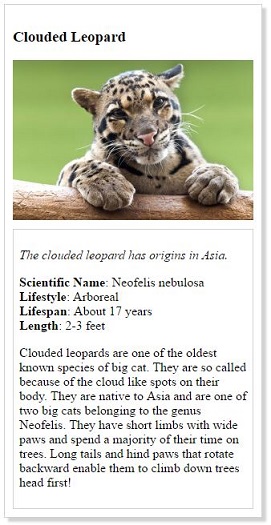 Clouded Leopard
The clouded leopard has origins in Asia.
Scientific Name: Neofelis nebulosa
Lifestyle: Arboreal
Lifespan: About 17 years
Length: 2-3 feet
Clouded leopards are one of the oldest
known species of big cat. They are so called
because of the cloud like spots on their
body. They are native to Asia and are one of
two big cats belonging to the genus
Neofelis. They have short limbs with wide
paws and spend a majority of their time on
trees. Long tails and hind paws that rotate
backward enable them to climb down trees
head first!